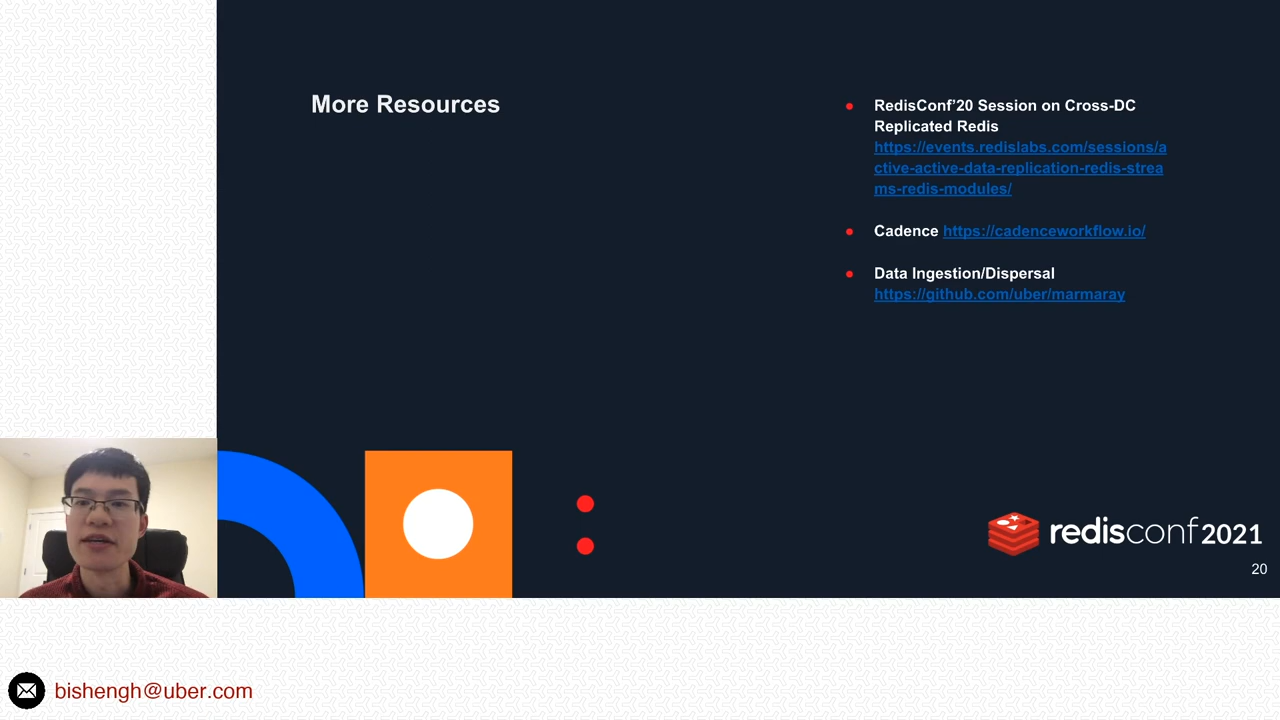 More Resources
RedisConf’20 Session on Cross-DC
Replicated Redis
https://events.redislabs.com/sessions/a
ctive-active-data-replication-redis-strea
ms-redis-modules/
Cadence https://cadenceworkflow.io/
Data Ingestion/Dispersal
https://github.com/uber/marmaray
redisconf 2021
20
bishengh@uber.com